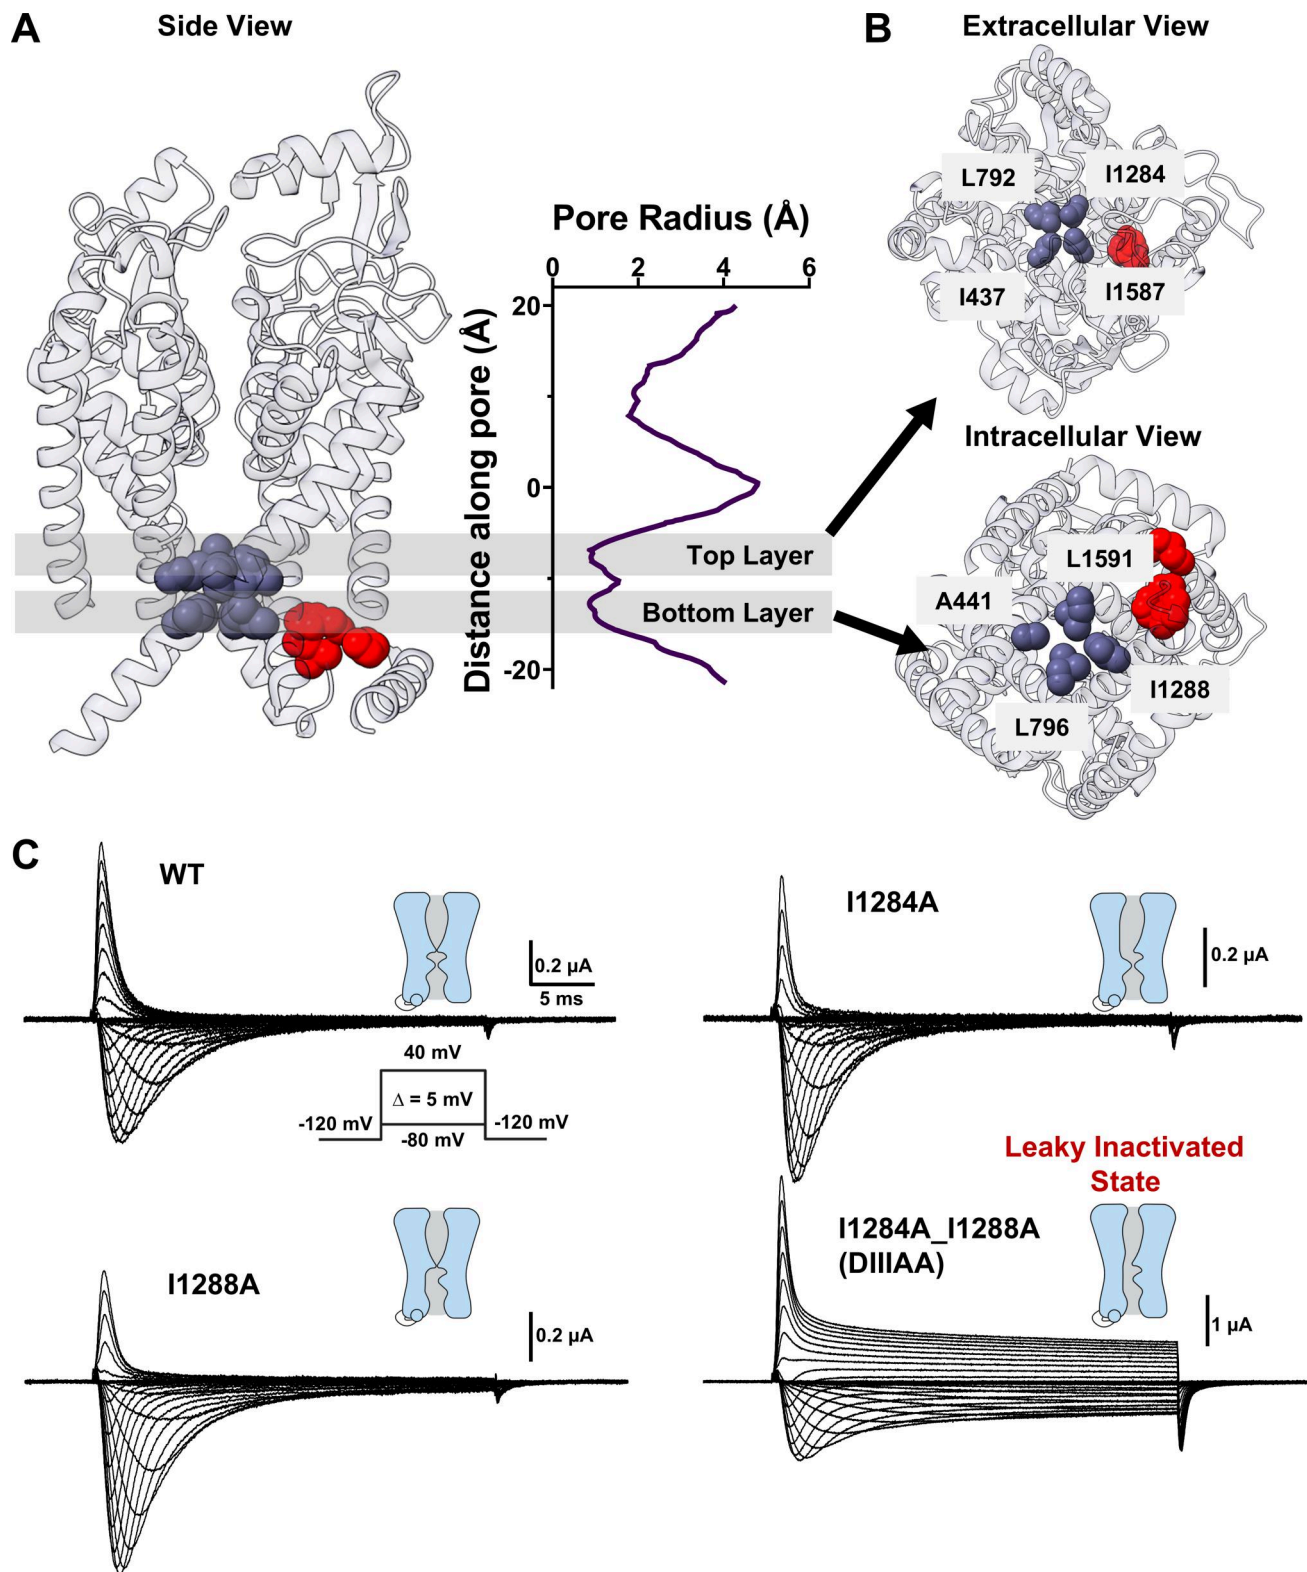 A
Side View
Pore Radius (Å)
0 2 4 6
Distance along pore (Å)
20
0
-20
Top Layer
Bottom Layer
B
Extracellular View
L792
I1284
I437
I1587
Intracellular View
L1591
A441
I1288
L796
C
WT
0.2 µA
5 ms
40 mV
Δ = 5 mV
-120 mV
-120 mV
-80 mV
I1284A
0.2 µA
I1288A
0.2 µA
Leaky Inactivated
State
I1284A_I1288A
(DIIIAA)
1 µA